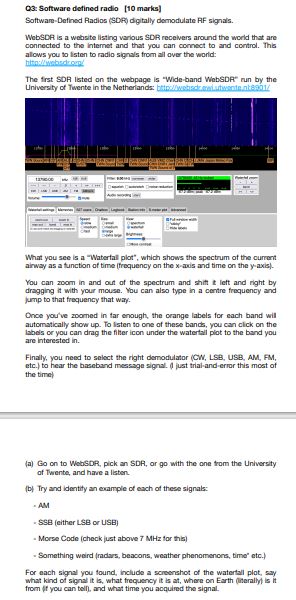 Q3: Software defined radio [10 marks]
Software-Defined Radios (SDR) digitally demodulate RF signals.
WebSDR is a website listing various SDR receivers around the world that are
connected to the internet and that you can connect to and control. This
allows you to listen to radio signals from all over the world:
http://websdr.org/
The first SDR listed on the webpage is "Wide-band WebSDR" run by the
University of Twente in the Netherlands: http://websdr.ewi.utwente.nl:8901/
What you see is a "Waterfall plot", which shows the spectrum of the current
airway as a function of time (frequency on the x-axis and time on the y-axis).
You can zoom in and out of the spectrum and shift it left and right by
dragging it with your mouse. You can also type in a centre frequency and
jump to that frequency that way.
Once you've zoomed in far enough, the orange labels for each band will
automatically show up. To listen to one of these bands, you can click on the
labels or you can drag the filter icon under the waterfall plot to the band you
are interested in.
Finally, you need to select the right demodulator (CW, LSB, USB, AM, FM,
etc.) to hear the baseband message signal. (I just trial-and-error this most of
the time)
(a) Go on to WebSDR, pick an SDR, or go with the one from the University
of Twente, and have a listen.
(b) Try and identify an example of each of these signals:
- AM
- SSB (either LSB or USB)
- Morse Code (check just above 7 MHz for this)
- Something weird (radars, beacons, weather phenomenons, time* etc.)
For each signal you found, include a screenshot of the waterfall plot, say
what kind of signal it is, what frequency it is at, where on Earth (literally) is it
from (if you can tell), and what time you acquired the signal.